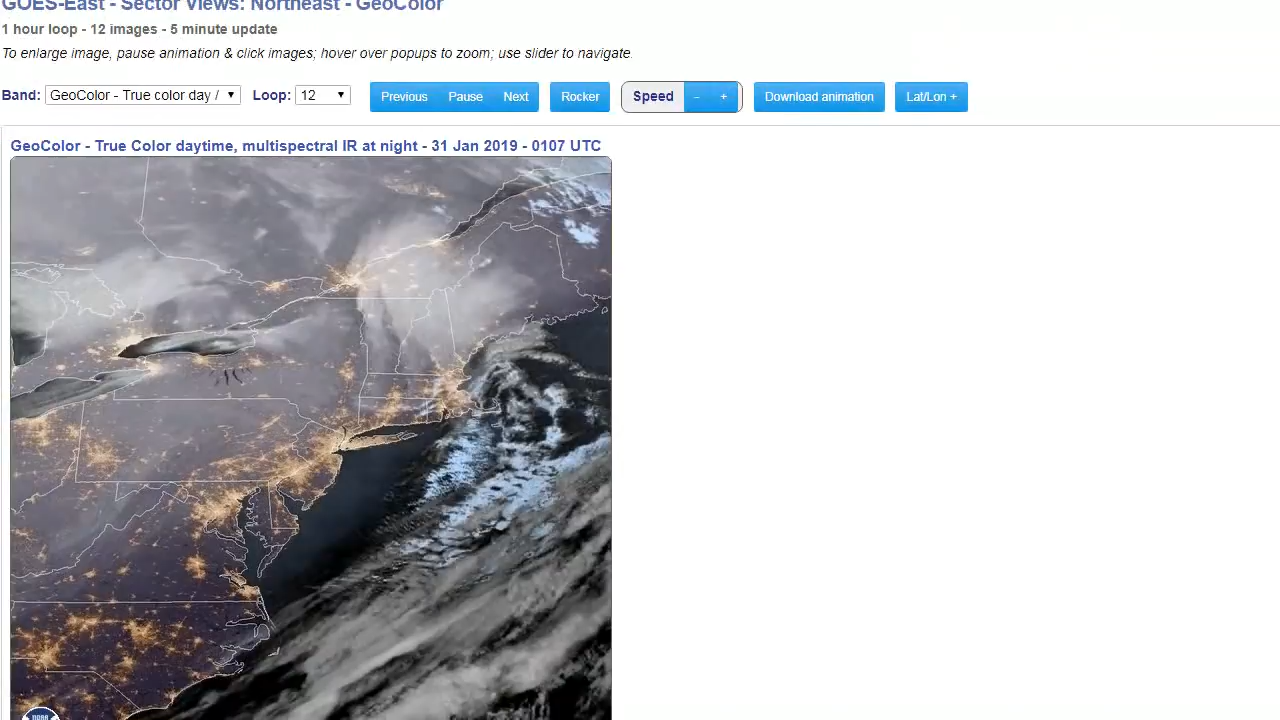 GOES-East - Sector Views: Northeast - GeoColor
1 hour loop - 12 images - 5 minute update
To enlarge image, pause animation & click images; hover over popups to zoom; use slider to navigate.
Band: GeoColor - True color day / Loop: 12 Previous Pause Next Rocker Speed - + Download animation Lat/Lon +
GeoColor - True Color daytime, multispectral IR at night - 31 Jan 2019 - 0107 UTC
NOAA